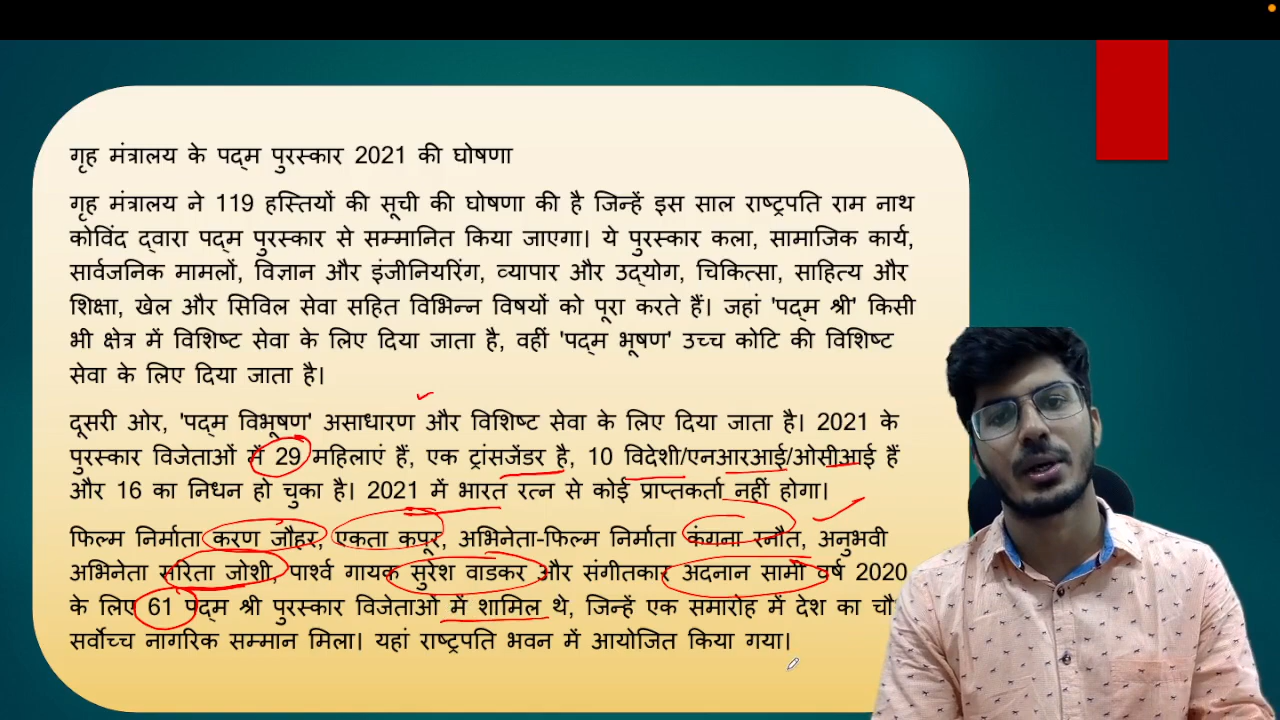 गृह मंत्रालय के पद्म पुरस्कार 2021 की घोषणा
गृह मंत्रालय ने 119 हस्तियों की सूची की घोषणा की है जिन्हें इस साल राष्ट्रपति राम नाथ
कोविंद द्वारा पद्म पुरस्कार से सम्मानित किया जाएगा। ये पुरस्कार कला, सामाजिक कार्य,
सार्वजनिक मामलों, विज्ञान और इंजीनियरिंग, व्यापार और उद्योग, चिकित्सा, साहित्य और
शिक्षा, खेल और सिविल सेवा सहित विभिन्न विषयों को पूरा करते हैं। जहां 'पद्म श्री' किसी
भी क्षेत्र में विशिष्ट सेवा के लिए दिया जाता है, वहीं 'पद्म भूषण' उच्च कोटि की विशिष्ट
सेवा के लिए दिया जाता है।
दूसरी ओर, 'पद्म विभूषण' असाधारण और विशिष्ट सेवा के लिए दिया जाता है। 2021 के
पुरस्कार विजेताओं में 29 महिलाएं हैं, एक ट्रांसजेंडर है, 10 विदेशी/एनआरआई/ओसीआई हैं
और 16 का निधन हो चुका है। 2021 में भारत रत्न से कोई प्राप्तकर्ता नहीं होगा।
फिल्म निर्माता करण जौहर, एकता कपूर, अभिनेता-फिल्म निर्माता कंगना रनौत, अनुभवी
अभिनेता सरिता जोशी, पार्श्व गायक सुरेश वाडकर और संगीतकार अदनान सामी वर्ष 2020
के लिए 61 पद्म श्री पुरस्कार विजेताओं में शामिल थे, जिन्हें एक समारोह में देश का
सर्वोच्च नागरिक सम्मान मिला। यहां राष्ट्रपति भवन में आयोजित किया गया।